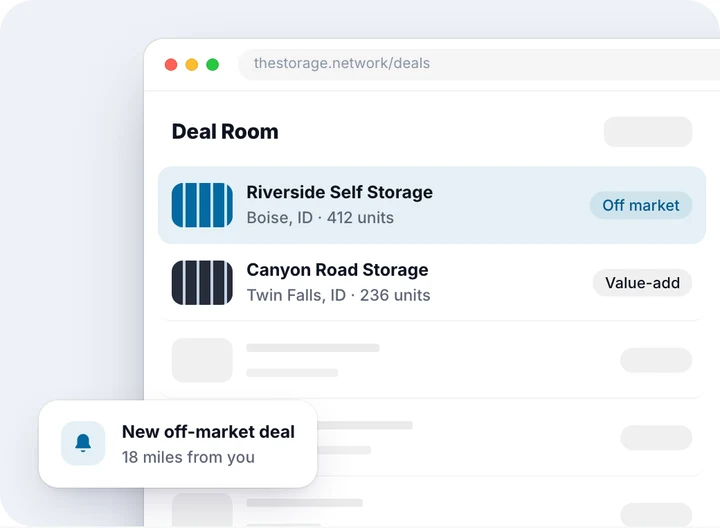 thestorage.network/deals
Deal Room
Riverside Self Storage
Boise, ID · 412 units
Off market
Canyon Road Storage
Twin Falls, ID · 236 units
Value-add
New off-market deal
18 miles from you